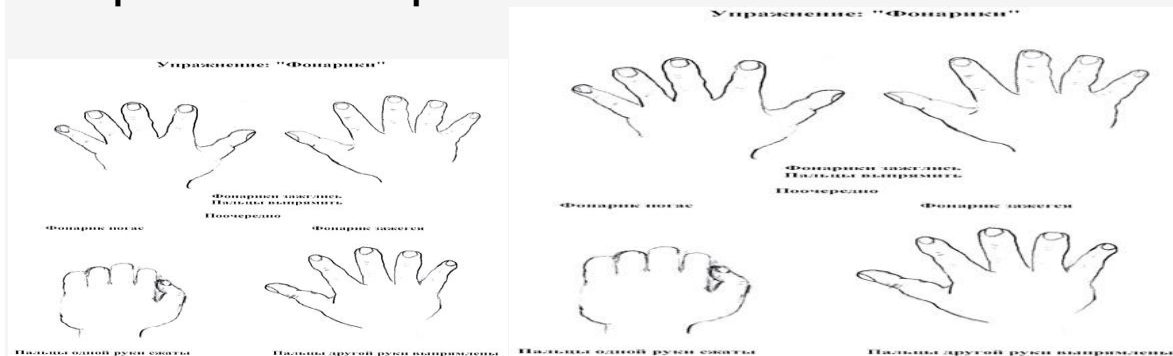 Упражнение: "Фонарики"
Фонарики зажглись
Пальцы выпрямить
Поочередно
Фонарик погас
Фонарик зажегся
Пальцы одной руки сжаты
Пальцы другой руки выпрямлены
Упражнение: "Фонарики"
Фонарики зажглись
Пальцы выпрямить
Поочередно
Фонарик погас
Фонарик зажегся
Пальцы одной руки сжаты
Пальцы другой руки выпрямлены